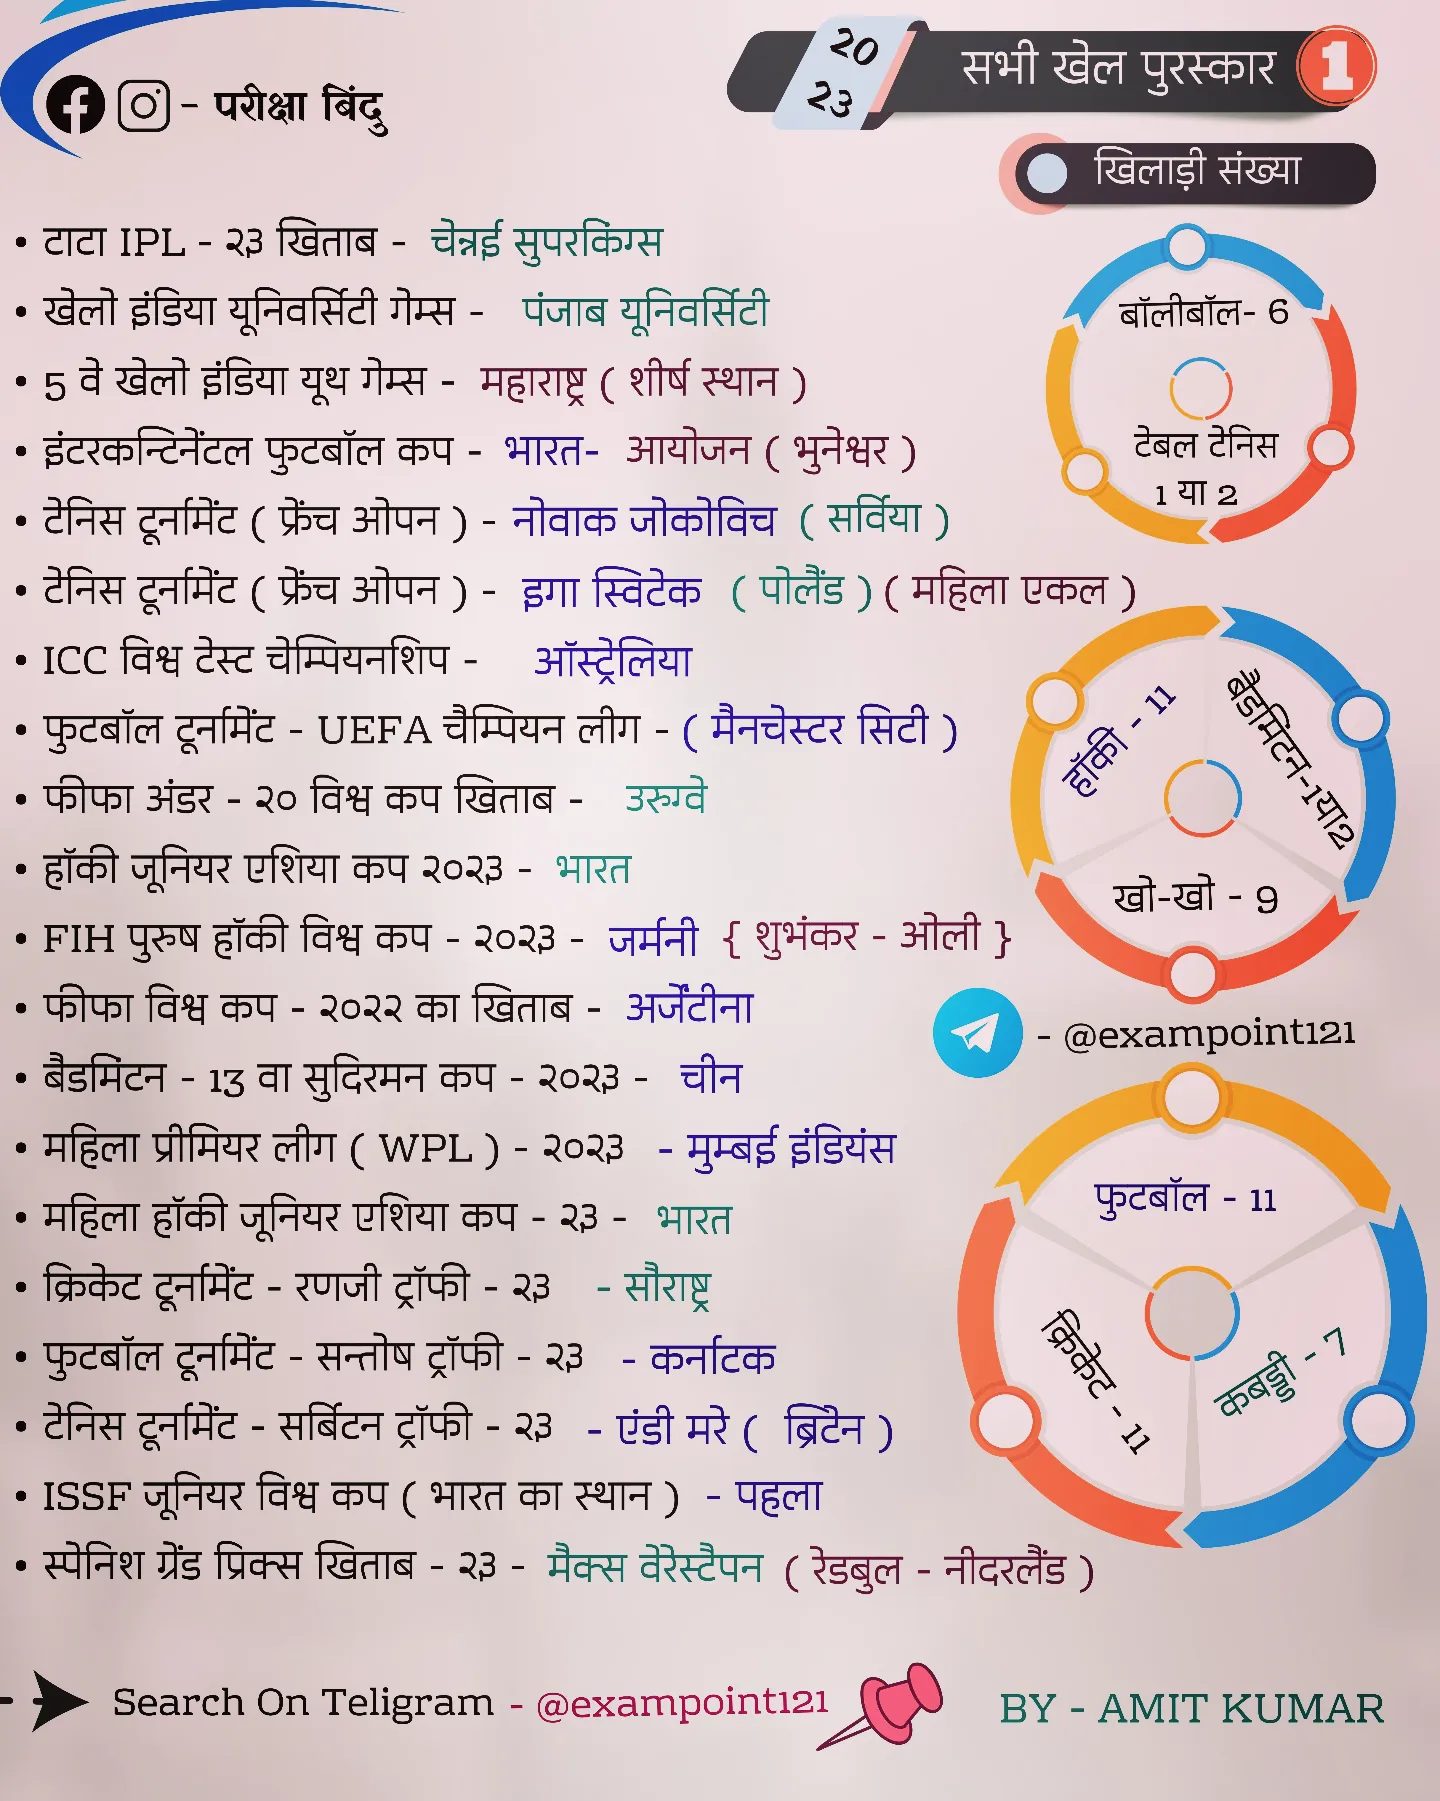 - परीक्षा बिंदु
20
23
सभी खेल पुरस्कार 1
खिलाड़ी संख्या
• टाटा IPL - २३ खिताब - चेन्नई सुपरकिंग्स
• खेलो इंडिया यूनिवर्सिटी गेम्स - पंजाब यूनिवर्सिटी
• 5 वे खेलो इंडिया यूथ गेम्स - महाराष्ट्र ( शीर्ष स्थान )
• इंटरकन्टिनेंटल फुटबॉल कप - भारत- आयोजन ( भुनेश्वर )
• टेनिस टूर्नामेंट ( फ्रेंच ओपन ) - नोवाक जोकोविच ( सर्विया )
• टेनिस टूर्नामेंट ( फ्रेंच ओपन ) - इगा स्विटेक ( पोलैंड ) ( महिला एकल )
• ICC विश्व टेस्ट चेम्पियनशिप - ऑस्ट्रेलिया
• फुटबॉल टूर्नामेंट - UEFA चैम्पियन लीग - ( मैनचेस्टर सिटी )
• फीफा अंडर - २० विश्व कप खिताब - उरुग्वे
• हॉकी जूनियर एशिया कप २०२३ - भारत
• FIH पुरुष हॉकी विश्व कप - २०२३ - जर्मनी { शुभंकर - ओली }
• फीफा विश्व कप - २०२२ का खिताब - अर्जेंटीना
• बैडमिंटन - 13 वा सुदिरमन कप - २०२३ - चीन
• महिला प्रीमियर लीग ( WPL ) - २०२३ - मुम्बई इंडियंस
• महिला हॉकी जूनियर एशिया कप - २३ - भारत
• क्रिकेट टूर्नामेंट - रणजी ट्रॉफी - २३ - सौराष्ट्र
• फुटबॉल टूर्नामेंट - सन्तोष ट्रॉफी - २३ - कर्नाटक
• टेनिस टूर्नामेंट - सर्बिटन ट्रॉफी - २३ - एंडी मरे ( ब्रिटैन )
• ISSF जूनियर विश्व कप ( भारत का स्थान ) - पहला
• स्पेनिश ग्रेंड प्रिक्स खिताब - २३ - मैक्स वेरेस्टैपन ( रेडबुल - नीदरलैंड )
बॉलीबॉल- 6
टेबल टेनिस
1 या 2
हॉकी - 11
बैडमिटन-1या2
खो-खो - 9
- @exampoint121
फुटबॉल - 11
क्रिकेट - 11
कबड्डी - 7
Search On Teligram - @exampoint121
BY - AMIT KUMAR